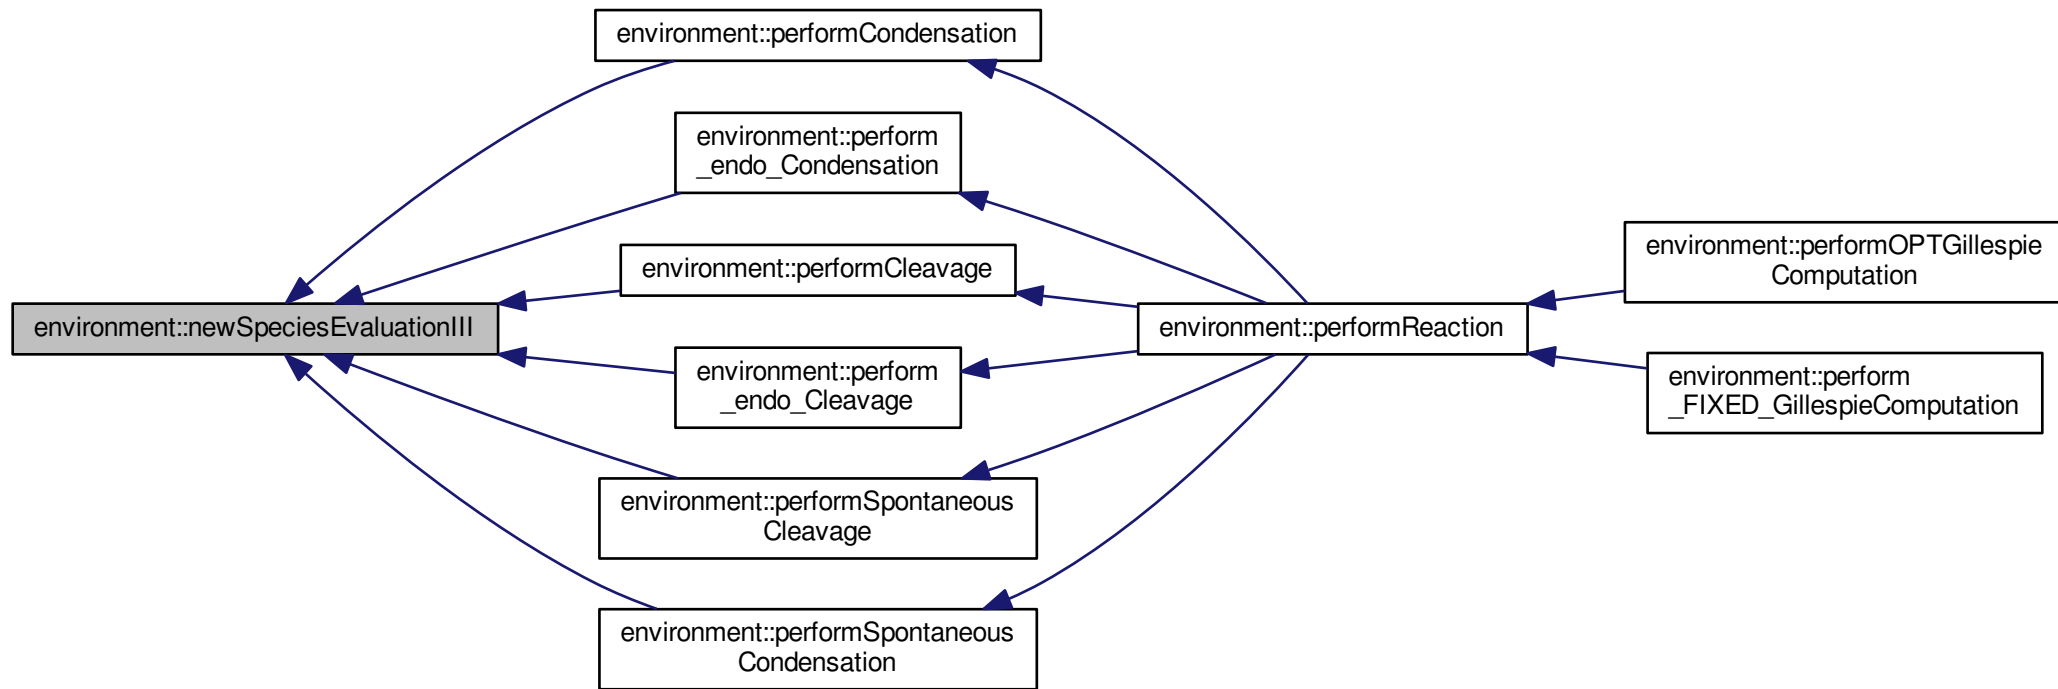 environment::performCondensation
environment::perform
_endo_Condensation
environment::performCleavage
environment::newSpeciesEvaluationIII
environment::perform
_endo_Cleavage
environment::performSpontaneous
Cleavage
environment::performSpontaneous
Condensation
environment::performReaction
environment::performOPTGillespie
Computation
environment::perform
_FIXED_GillespieComputation